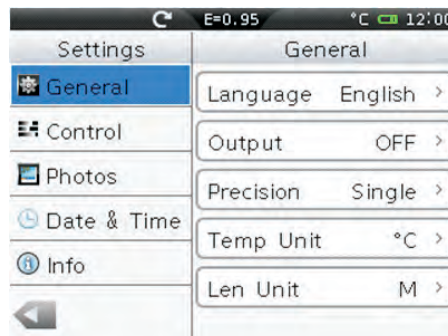 E=0.95 °C 12:00
Settings
General
Control
Photos
Date & Time
Info
General
Language English >
Output OFF >
Precision Single >
Temp Unit °C >
Len Unit M >